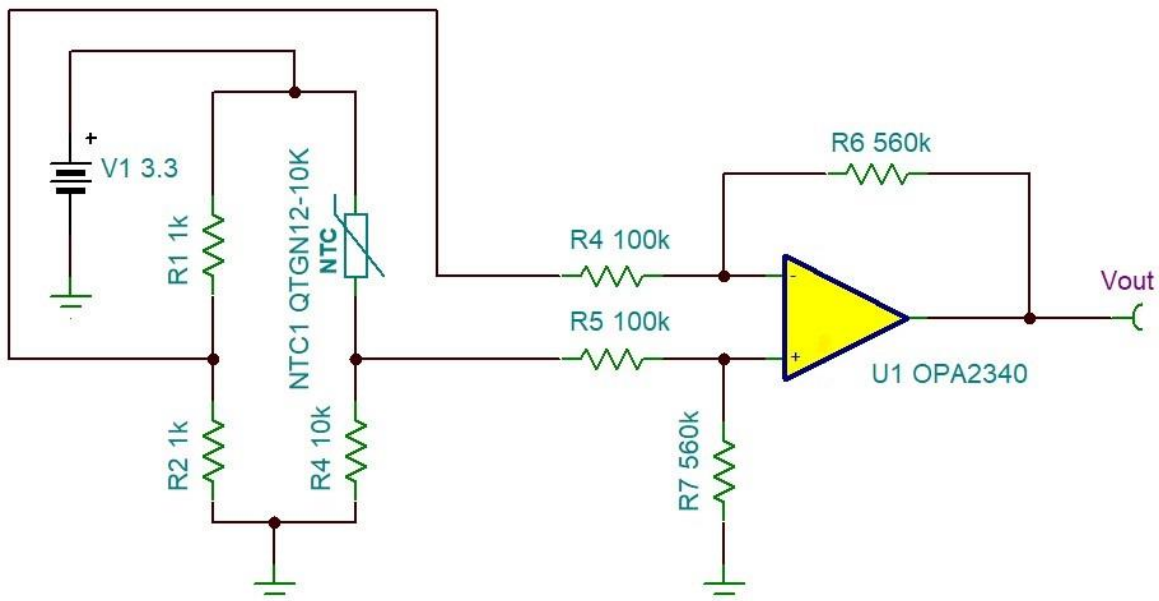 +
V1 3.3
R1 1k
NTC1 QTGN12-10K
NTC
R2 1k
R4 10k
R4 100k
R5 100k
R6 560k
-
+
R7 560k
U1 OPA2340
Vout